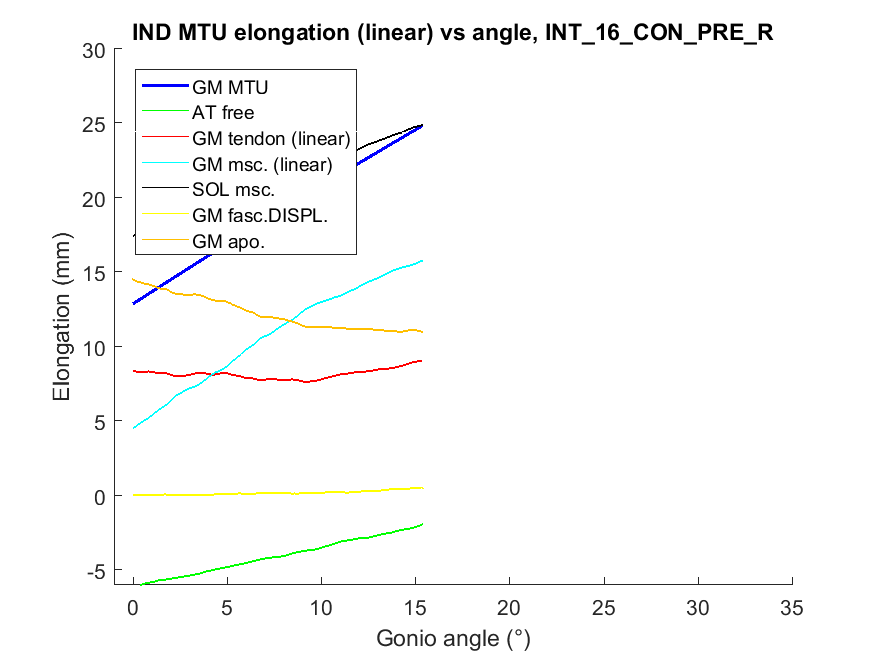 IND MTU elongation (linear) vs angle, INT_16_CON_PRE_R
30
25
20
15
10
5
0
-5
Elongation (mm)
GM MTU
AT free
GM tendon (linear)
GM msc. (linear)
SOL msc.
GM fasc.DISPL.
GM apo.
0 5 10 15 20 25 30 35
Gonio angle (°)